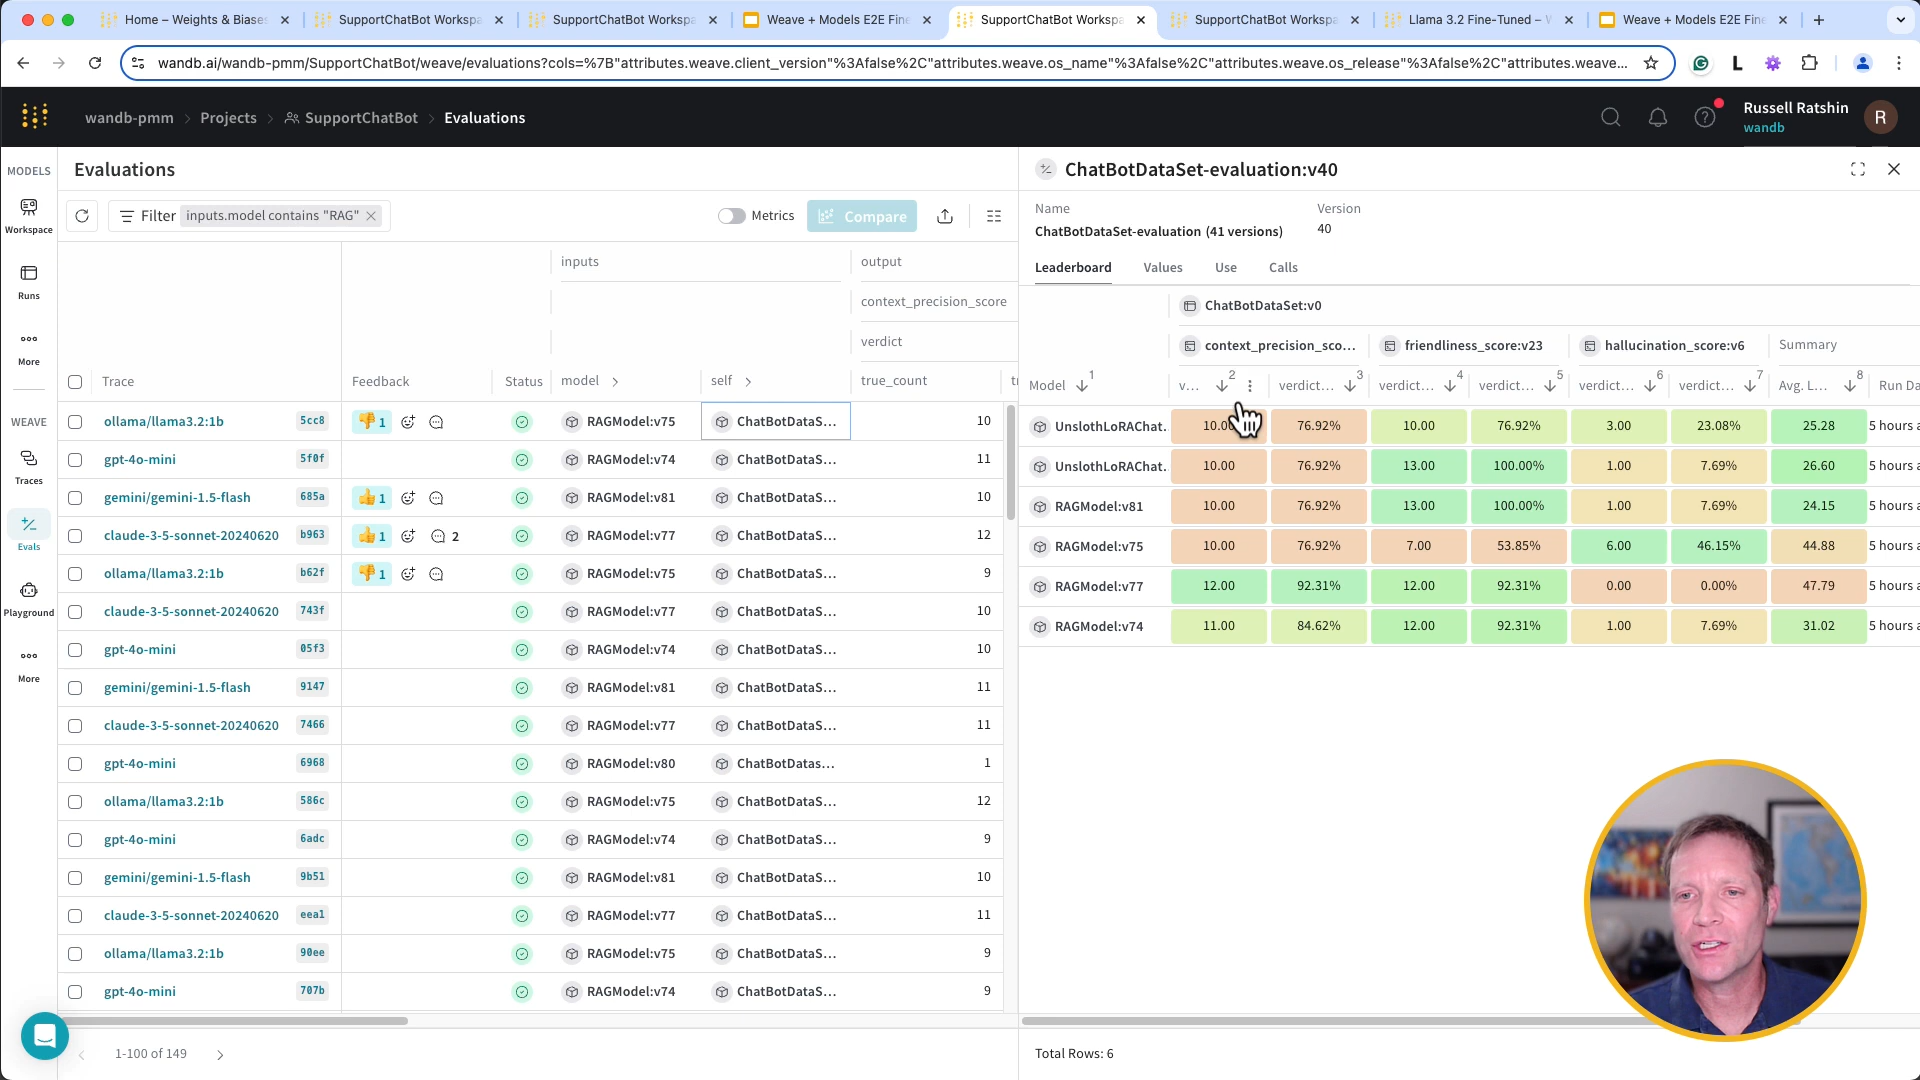 Home – Weights & Biases
SupportChatBot Workspa
SupportChatBot Workspa
Weave + Models E2E Fine
SupportChatBot Workspa
SupportChatBot Workspa
Llama 3.2 Fine-Tuned –
Weave + Models E2E Fine
wandb.ai/wandb-pmm/SupportChatBot/weave/evaluations?cols=%7B"attributes.weave.client_version"%3Afalse%2C"attributes.weave.os_name"%3Afalse%2C"attributes.weave.os_release"%3Afalse%2C"attributes.weave...
wandb-pmm
Projects
SupportChatBot
Evaluations
Russell Ratshin
wandb
R
MODELS
Workspace
Runs
More
WEAVE
Traces
Evals
Playground
More
Evaluations
Filter inputs.model contains "RAG"
Metrics
Compare
inputs output
context_precision_score
verdict
Trace Feedback Status model self true_count
ollama/llama3.2:1b 5cc8 1 RAGModel:v75 ChatBotDataS... 10
gpt-4o-mini 5f0f RAGModel:v74 ChatBotDataS... 11
gemini/gemini-1.5-flash 685a 1 RAGModel:v81 ChatBotDataS... 10
claude-3-5-sonnet-20240620 b963 1 2 RAGModel:v77 ChatBotDataS... 12
ollama/llama3.2:1b b62f 1 RAGModel:v75 ChatBotDataS... 9
claude-3-5-sonnet-20240620 743f RAGModel:v77 ChatBotDataS... 10
gpt-4o-mini 05f3 RAGModel:v74 ChatBotDataS... 10
gemini/gemini-1.5-flash 9147 RAGModel:v81 ChatBotDataS... 11
claude-3-5-sonnet-20240620 7466 RAGModel:v77 ChatBotDataS... 11
gpt-4o-mini 6968 RAGModel:v80 ChatBotDatas... 1
ollama/llama3.2:1b 586c RAGModel:v75 ChatBotDataS... 12
gpt-4o-mini 6adc RAGModel:v74 ChatBotDataS... 9
gemini/gemini-1.5-flash 9b51 RAGModel:v81 ChatBotDataS... 10
claude-3-5-sonnet-20240620 eea1 RAGModel:v77 ChatBotDataS... 11
ollama/llama3.2:1b 90ee RAGModel:v75 ChatBotDataS... 9
gpt-4o-mini 707b RAGModel:v74 ChatBotDataS... 9
1-100 of 149
ChatBotDataSet-evaluation:v40
Name Version
ChatBotDataSet-evaluation (41 versions) 40
Leaderboard Values Use Calls
ChatBotDataSet:v0
context_precision_sco... friendliness_score:v23 hallucination_score:v6 Summary
Model 1 v... 2 verdict... 3 verdict... 4 verdict... 5 verdict... 6 verdict... 7 Avg. L... 8 Run Da
UnslothLoRAChat. 10.00 76.92% 10.00 76.92% 3.00 23.08% 25.28 5 hours a
UnslothLoRAChat. 10.00 76.92% 13.00 100.00% 1.00 7.69% 26.60 5 hours a
RAGModel:v81 10.00 76.92% 13.00 100.00% 1.00 7.69% 24.15 5 hours a
RAGModel:v75 10.00 76.92% 7.00 53.85% 6.00 46.15% 44.88 5 hours a
RAGModel:v77 12.00 92.31% 12.00 92.31% 0.00 0.00% 47.79 5 hours a
RAGModel:v74 11.00 84.62% 12.00 92.31% 1.00 7.69% 31.02 5 hours a
Total Rows: 6